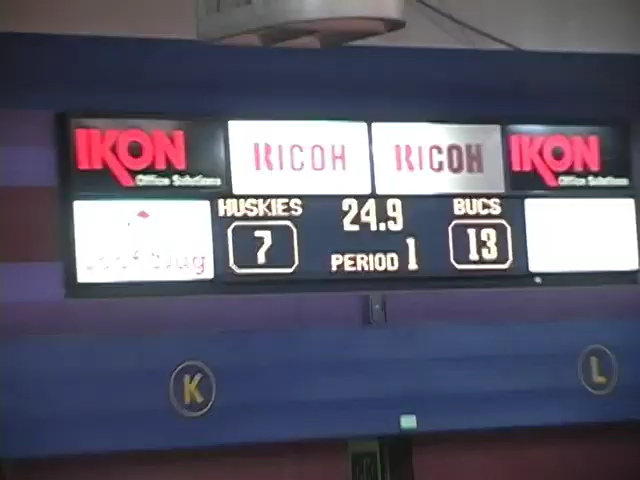 IKON
Office Solutions
RICOH
RICOH
IKON
Office Solutions
HUSKIES
24.9
BUCS
7
PERIOD 1
13
K
L